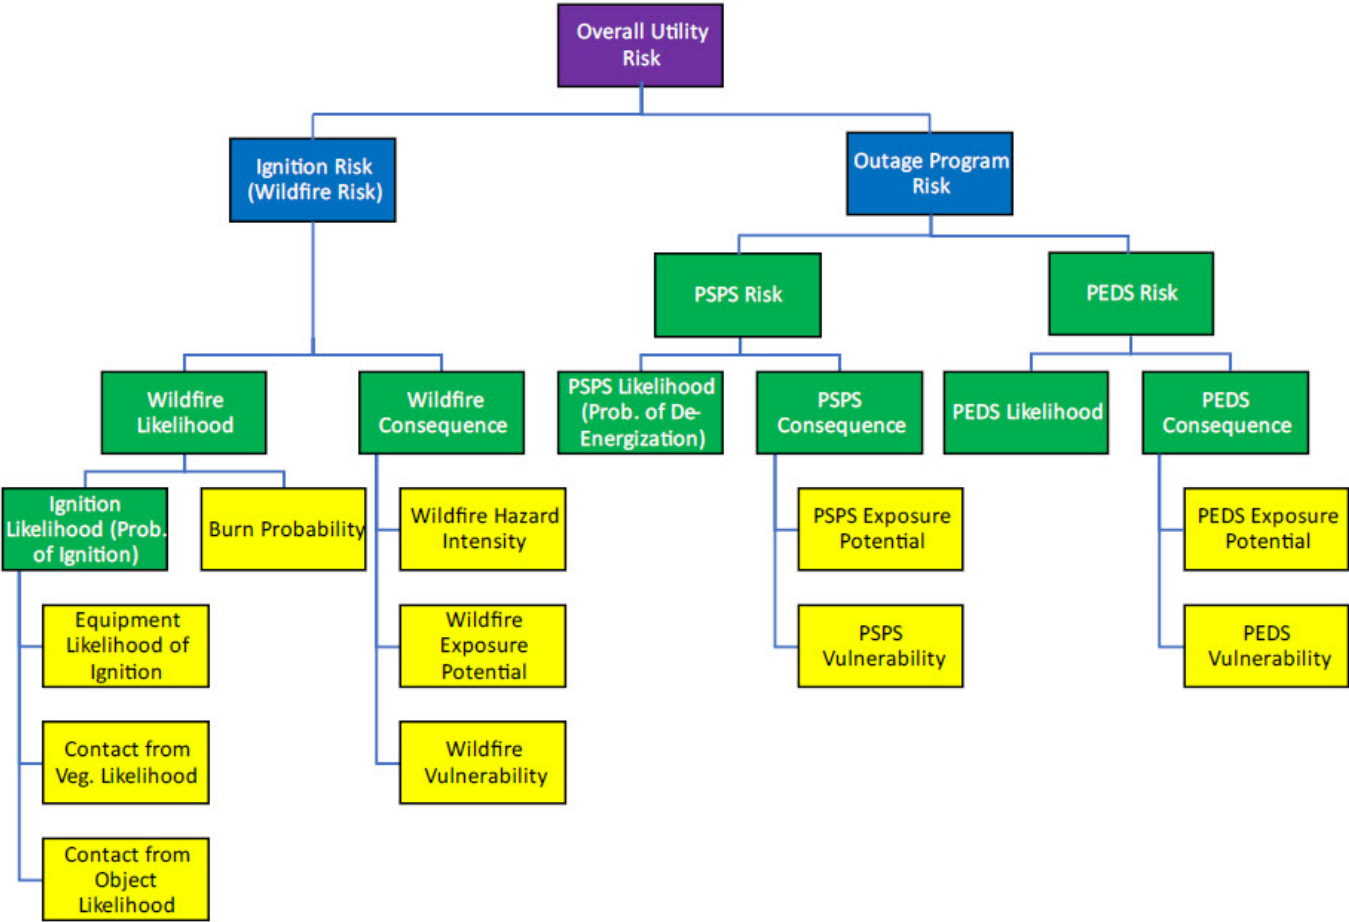 Overall Utility
Risk
Ignition Risk
(Wildfire Risk)
Outage Program
Risk
PSPS Risk
PEDS Risk
Wildfire
Likelihood
Wildfire
Consequence
PSPS Likelihood
(Prob. of De-
Energization)
PSPS
Consequence
PEDS Likelihood
PEDS
Consequence
Ignition
Likelihood (Prob.
of Ignition)
Burn Probability
Wildfire Hazard
Intensity
PSPS Exposure
Potential
PEDS Exposure
Potential
Equipment
Likelihood of
Ignition
Wildfire
Exposure
Potential
PSPS
Vulnerability
PEDS
Vulnerability
Contact from
Veg. Likelihood
Wildfire
Vulnerability
Contact from
Object
Likelihood